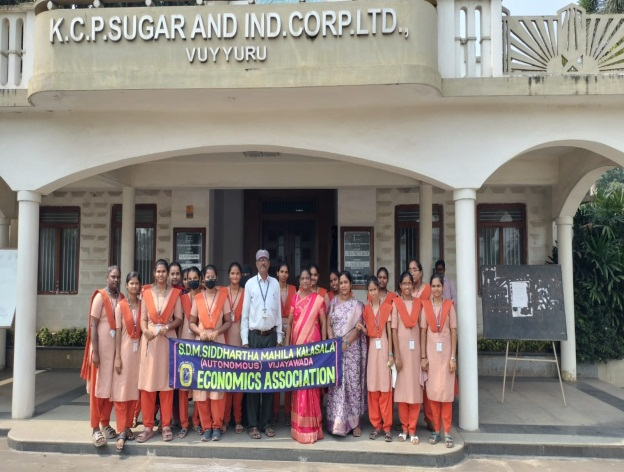 K.C.P.SUGAR AND IND.CORP.LTD.,
VUYYURU
S.D.M. SIDDHARTHA MAHILA KALASALA
(AUTONOMOUS) VIJAYAWADA
ECONOMICS ASSOCIATION